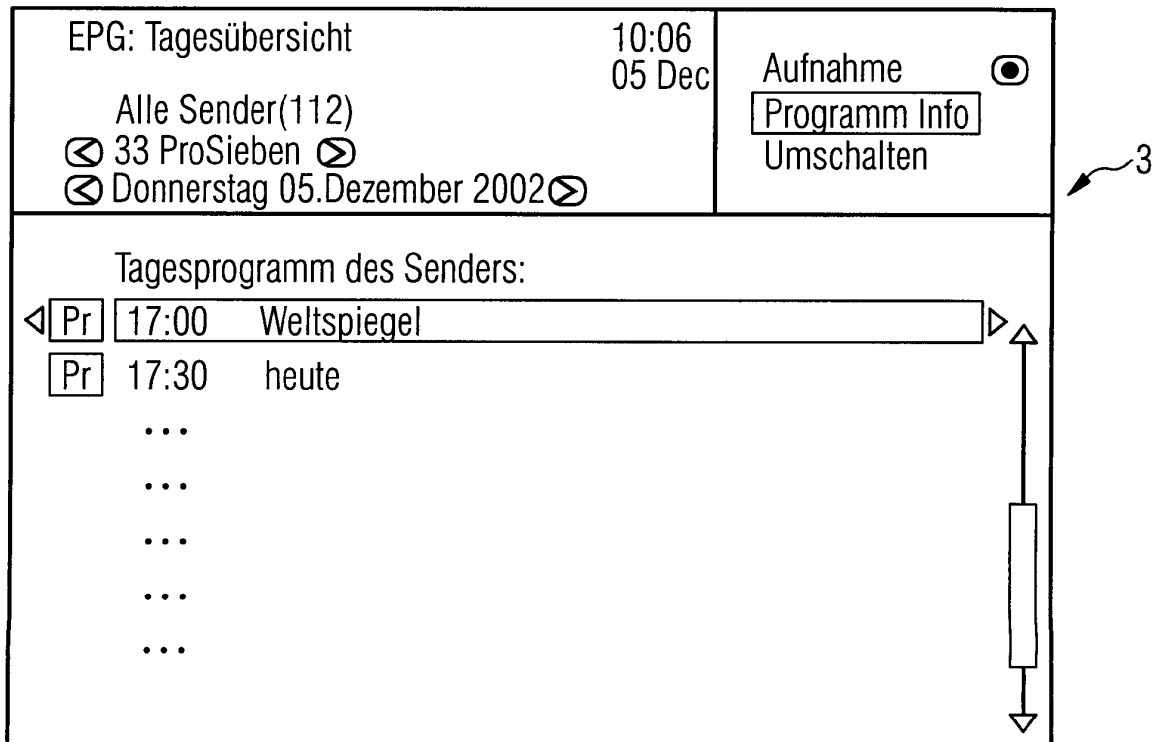 EPG: Tagesübersicht
10:06
05 Dec
Alle Sender(112)
33 ProSieben
Donnerstag 05.Dezember 2002
Aufnahme
Programm Info
Umschalten
3
Tagesprogramm des Senders:
Pr 17:00 Weltspiegel
Pr 17:30 heute
...
...
...
...
...